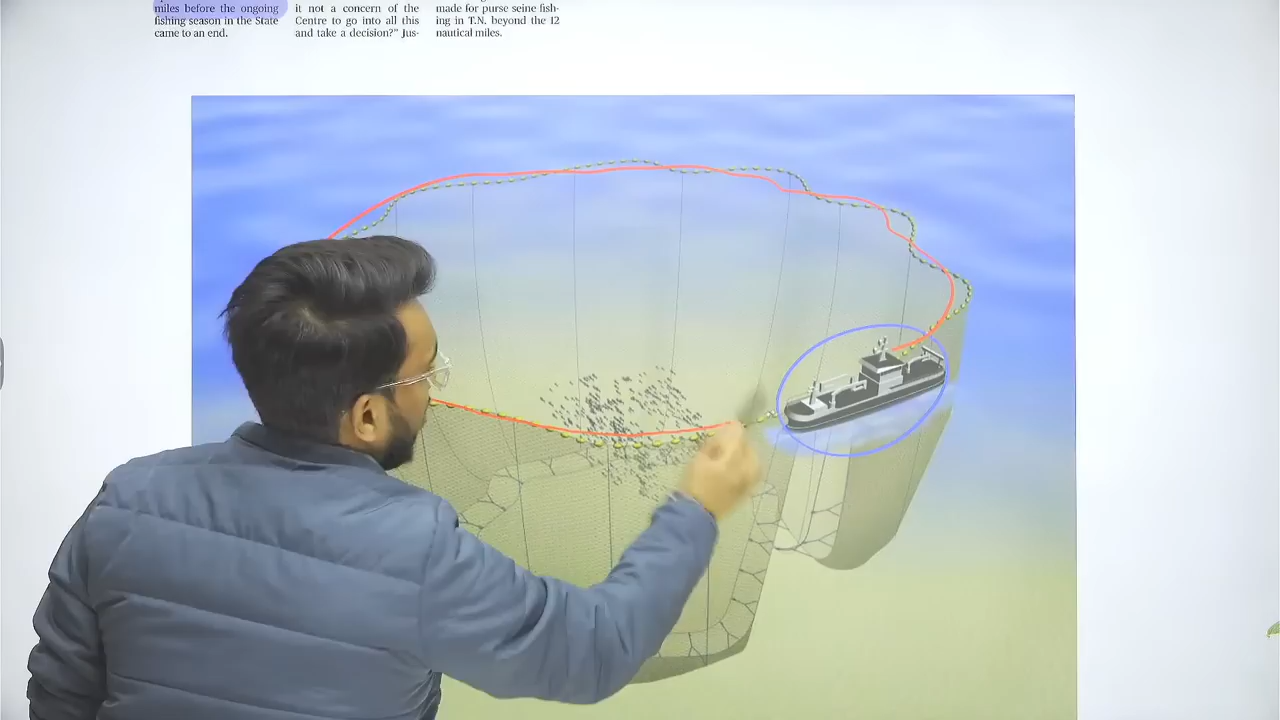 miles before the ongoing
fishing season in the State
came to an end.
it not a concern of the
Centre to go into all this
and take a decision?" Jus-
made for purse seine fish-
ing in T.N. beyond the 12
nautical miles.